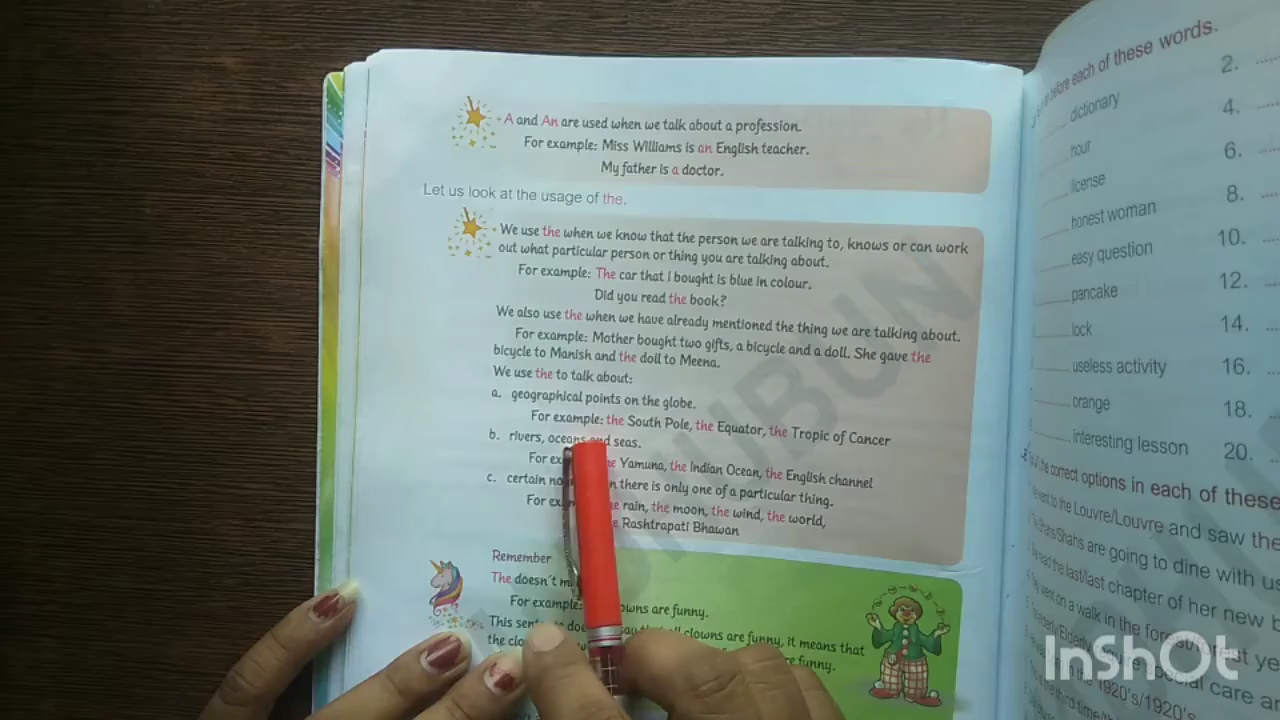 A and An are used when we talk about a profession.
For example: Miss Williams is an English teacher.
My father is a doctor.
Let us look at the usage of the.
We use the when we know that the person we are talking to, knows or can work
out what particular person or thing you are talking about.
For example: The car that I bought is blue in colour.
Did you read the book?
We also use the when we have already mentioned the thing we are talking about.
For example: Mother bought two gifts, a bicycle and a doll. She gave the
bicycle to Manish and the doll to Meena.
We use the to talk about:
a. geographical points on the globe.
For example: the South Pole, the Equator, the Tropic of Cancer
b. rivers, oceans and seas.
For Yamuna, the Indian Ocean, the English channel
c. certain there is only one of a particular thing.
For rain, the moon, the wind, the world,
Rashtrapati Bhawan
Remember
The doesn't
For example: are funny.
This all clowns are funny, it means that
the funny.
before each of these words.
dictionary 2.
hour 4.
license 6.
honest woman 8.
easy question 10.
pancake 12.
lock 14.
useless activity 16.
orange 18.
interesting lesson 20.
the correct options in each of these
to the Louvre/Louvre and saw the
are going to dine with us
read the last/last chapter of her new
went on a walk in the
special care
1920's/1920's
third time/
InShOt